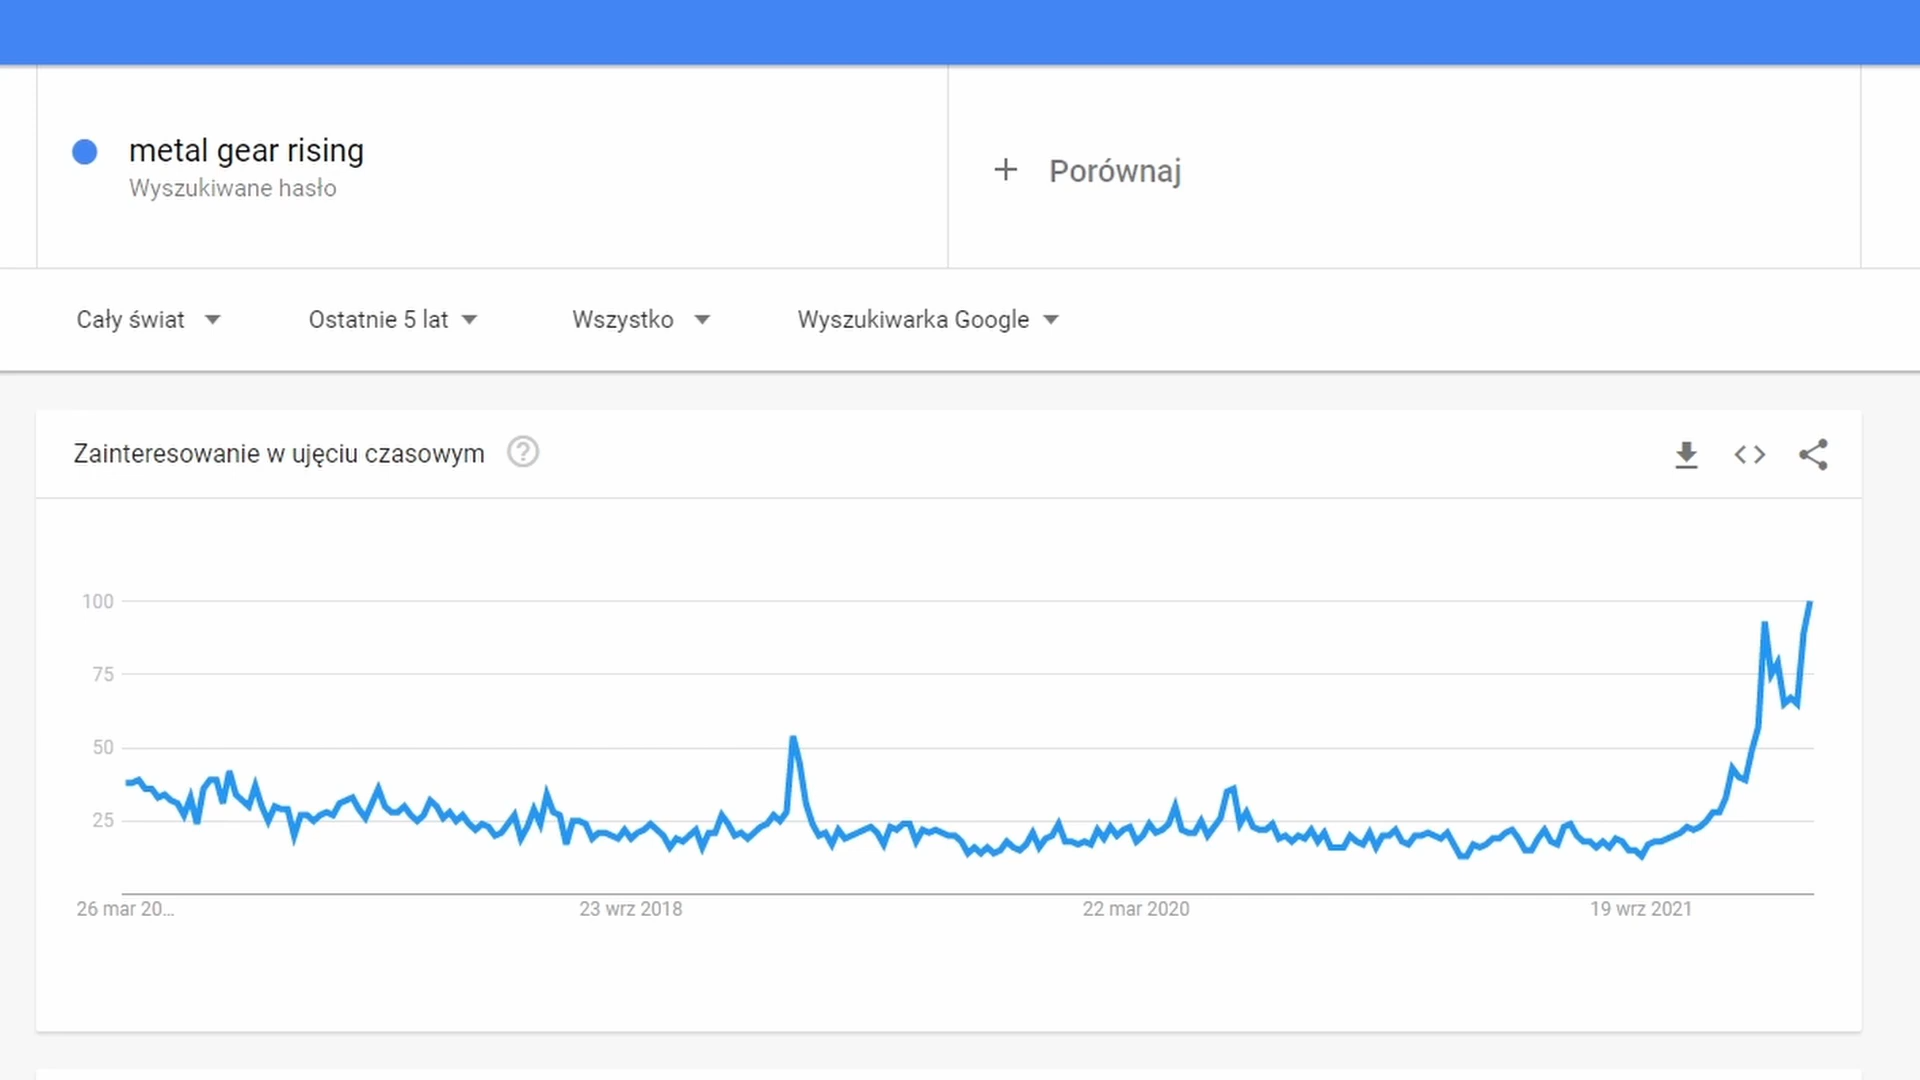 metal gear rising
Wyszukiwane hasło
+ Porównaj
Cały świat Ostatnie 5 lat Wszystko Wyszukiwarka Google
Zainteresowanie w ujęciu czasowym ?
100
75
50
25
26 mar 20... 23 wrz 2018 22 mar 2020 19 wrz 2021